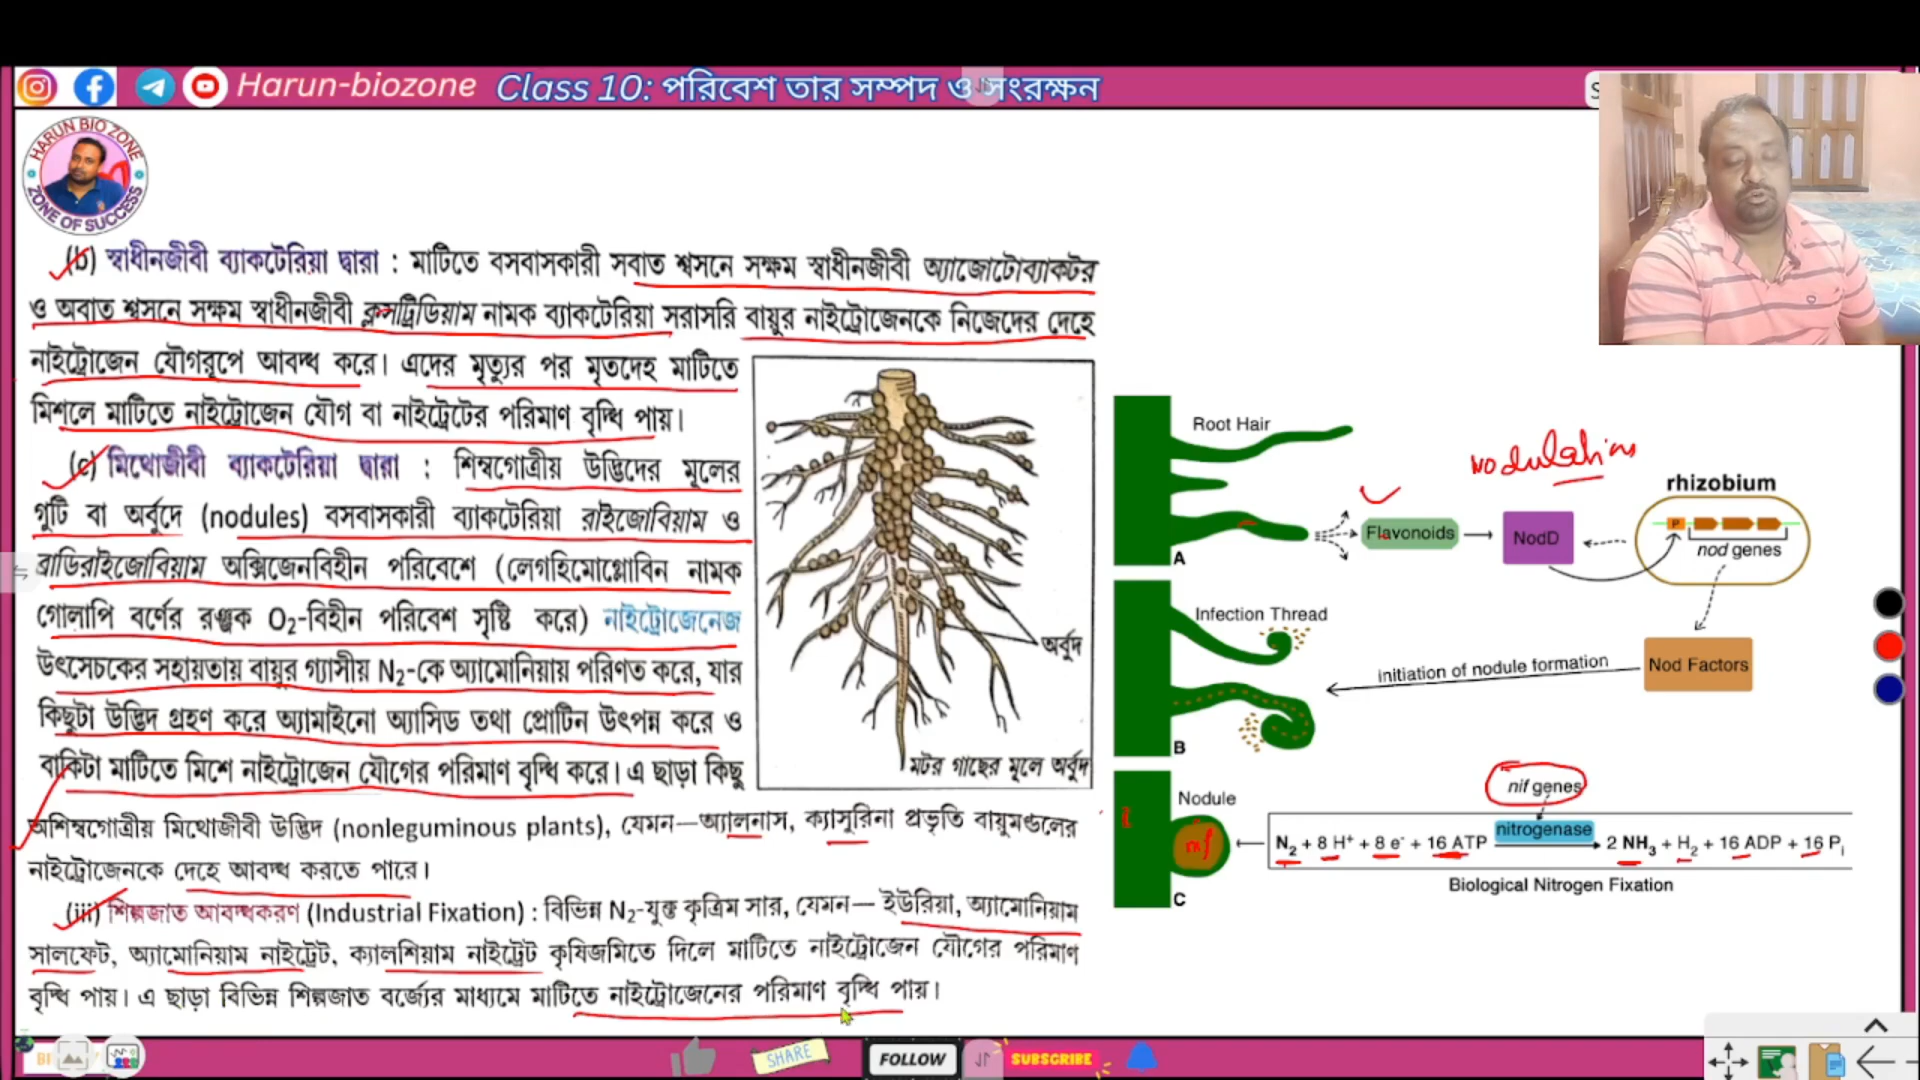 Harun-biozone Class 10: পরিবেশ তার সম্পদ ও সংরক্ষন
HARUN BIO ZONE
ZONE OF SUCCESS
(b) স্বাধীনজীবী ব্যাকটেরিয়া দ্বারা : মাটিতে বসবাসকারী সবাত শ্বসনে সক্ষম স্বাধীনজীবী অ্যাজোটোব্যাকটর
ও অবাত শ্বসনে সক্ষম স্বাধীনজীবী ক্লসট্রিডিয়াম নামক ব্যাকটেরিয়া সরাসরি বায়ুর নাইট্রোজেনকে নিজেদের দেহে
নাইট্রোজেন যৌগরূপে আবদ্ধ করে। এদের মৃত্যুর পর মৃতদেহ মাটিতে
মিশলে মাটিতে নাইট্রোজেন যৌগ বা নাইট্রেটের পরিমাণ বৃদ্ধি পায়।
(c) মিথোজীবী ব্যাকটেরিয়া দ্বারা : শিম্বগোত্রীয় উদ্ভিদের মূলের
গুটি বা অর্বুদে (nodules) বসবাসকারী ব্যাকটেরিয়া রাইজোবিয়াম ও
ব্রাডিরাইজোবিয়াম অক্সিজেনবিহীন পরিবেশে (লেগহিমোগ্লোবিন নামক
গোলাপি বর্ণের রঞ্জক O₂-বিহীন পরিবেশ সৃষ্টি করে) নাইট্রোজেনেজ
উৎসেচকের সহায়তায় বায়ুর গ্যাসীয় N₂-কে অ্যামোনিয়ায় পরিণত করে, যার
কিছুটা উদ্ভিদ গ্রহণ করে অ্যামাইনো অ্যাসিড তথা প্রোটিন উৎপন্ন করে ও
বাকিটা মাটিতে মিশে নাইট্রোজেন যৌগের পরিমাণ বৃদ্ধি করে। এ ছাড়া কিছু
অশিম্বগোত্রীয় মিথোজীবী উদ্ভিদ (nonleguminous plants), যেমন—অ্যালনাস, ক্যাসুরিনা প্রভৃতি বায়ুমণ্ডলের
নাইট্রোজেনকে দেহে আবদ্ধ করতে পারে।
(iii) শিল্পজাত আবদ্ধকরণ (Industrial Fixation) : বিভিন্ন N₂-যুক্ত কৃত্রিম সার, যেমন— ইউরিয়া, অ্যামোনিয়াম
সালফেট, অ্যামোনিয়াম নাইট্রেট, ক্যালশিয়াম নাইট্রেট কৃষিজমিতে দিলে মাটিতে নাইট্রোজেন যৌগের পরিমাণ
বৃদ্ধি পায়। এ ছাড়া বিভিন্ন শিল্পজাত বর্জ্যের মাধ্যমে মাটিতে নাইট্রোজেনের পরিমাণ বৃদ্ধি পায়।
অর্বুদ
মটর গাছের মূলে অর্বুদ
Root Hair
Nodulation
rhizobium
Flavonoids
NodD
P
nod genes
A
Infection Thread
initiation of nodule formation
Nod Factors
B
nif genes
Nodule
nif
nitrogenase
N₂ + 8 H⁺ + 8 e⁻ + 16 ATP 2 NH₃ + H₂ + 16 ADP + 16 Pᵢ
Biological Nitrogen Fixation
C
SHARE
FOLLOW
SUBSCRIBE